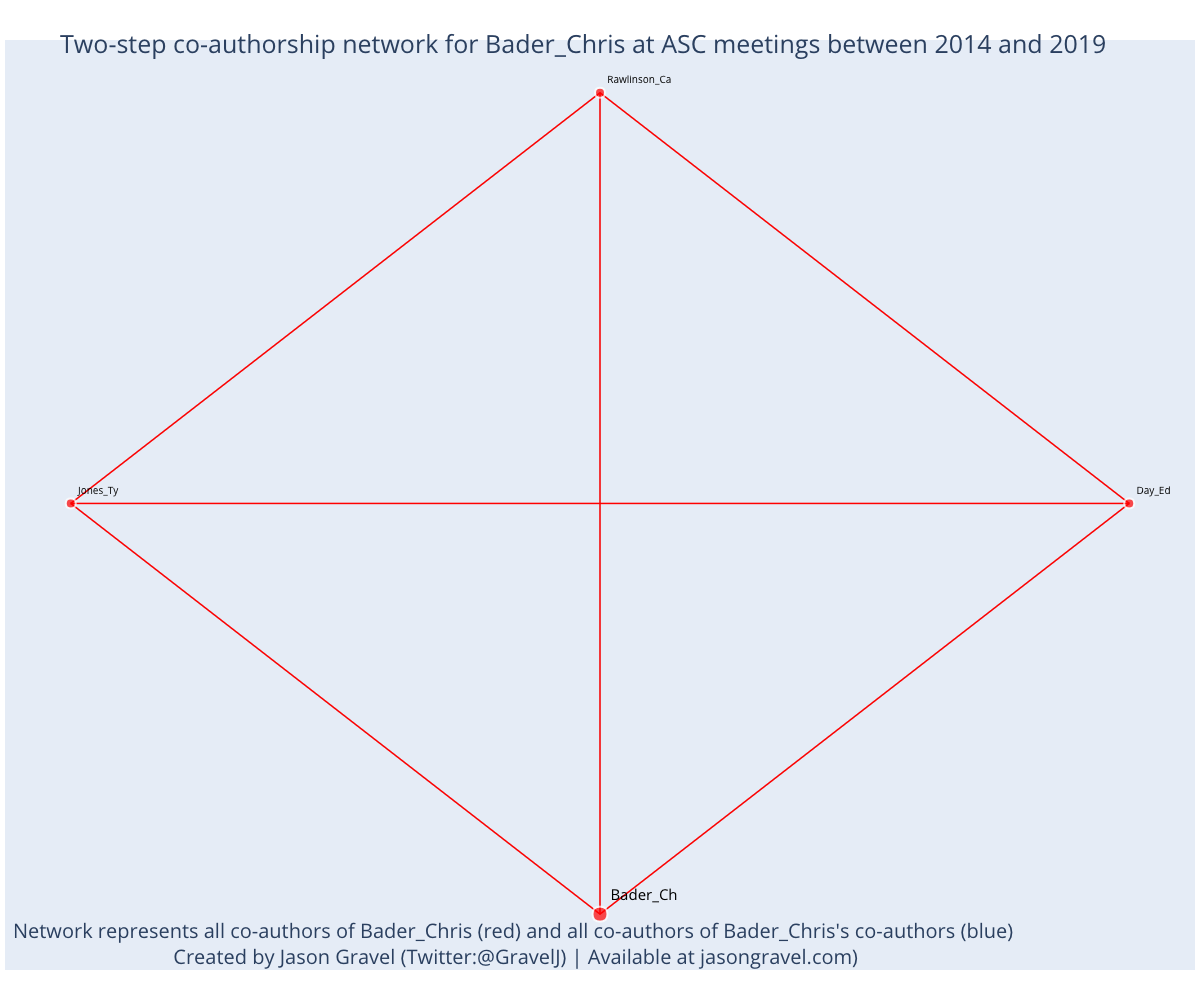 Two-step co-authorship network for Bader_Chris at ASC meetings between 2014 and 2019
Rawlinson_Ca
Jones_Ty
Day_Ed
Bader_Ch
Network represents all co-authors of Bader_Chris (red) and all co-authors of Bader_Chris's co-authors (blue)
Created by Jason Gravel (Twitter:@GravelJ) | Available at jasongravel.com)